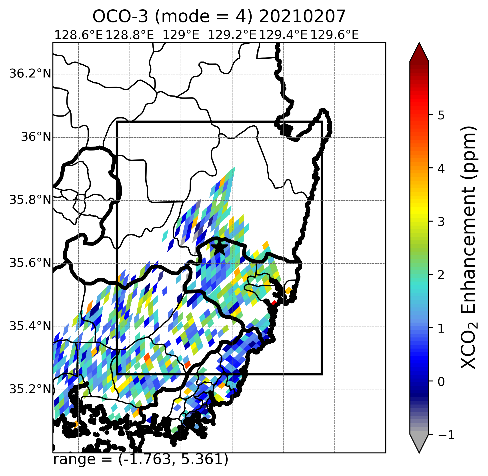 OCO-3 (mode = 4) 20210207
128.6°E 128.8°E 129°E 129.2°E 129.4°E 129.6°E
36.2°N
36°N
35.8°N
35.6°N
35.4°N
35.2°N
5
4
3
2
1
0
−1
XCO₂ Enhancement (ppm)
range = (-1.763, 5.361)